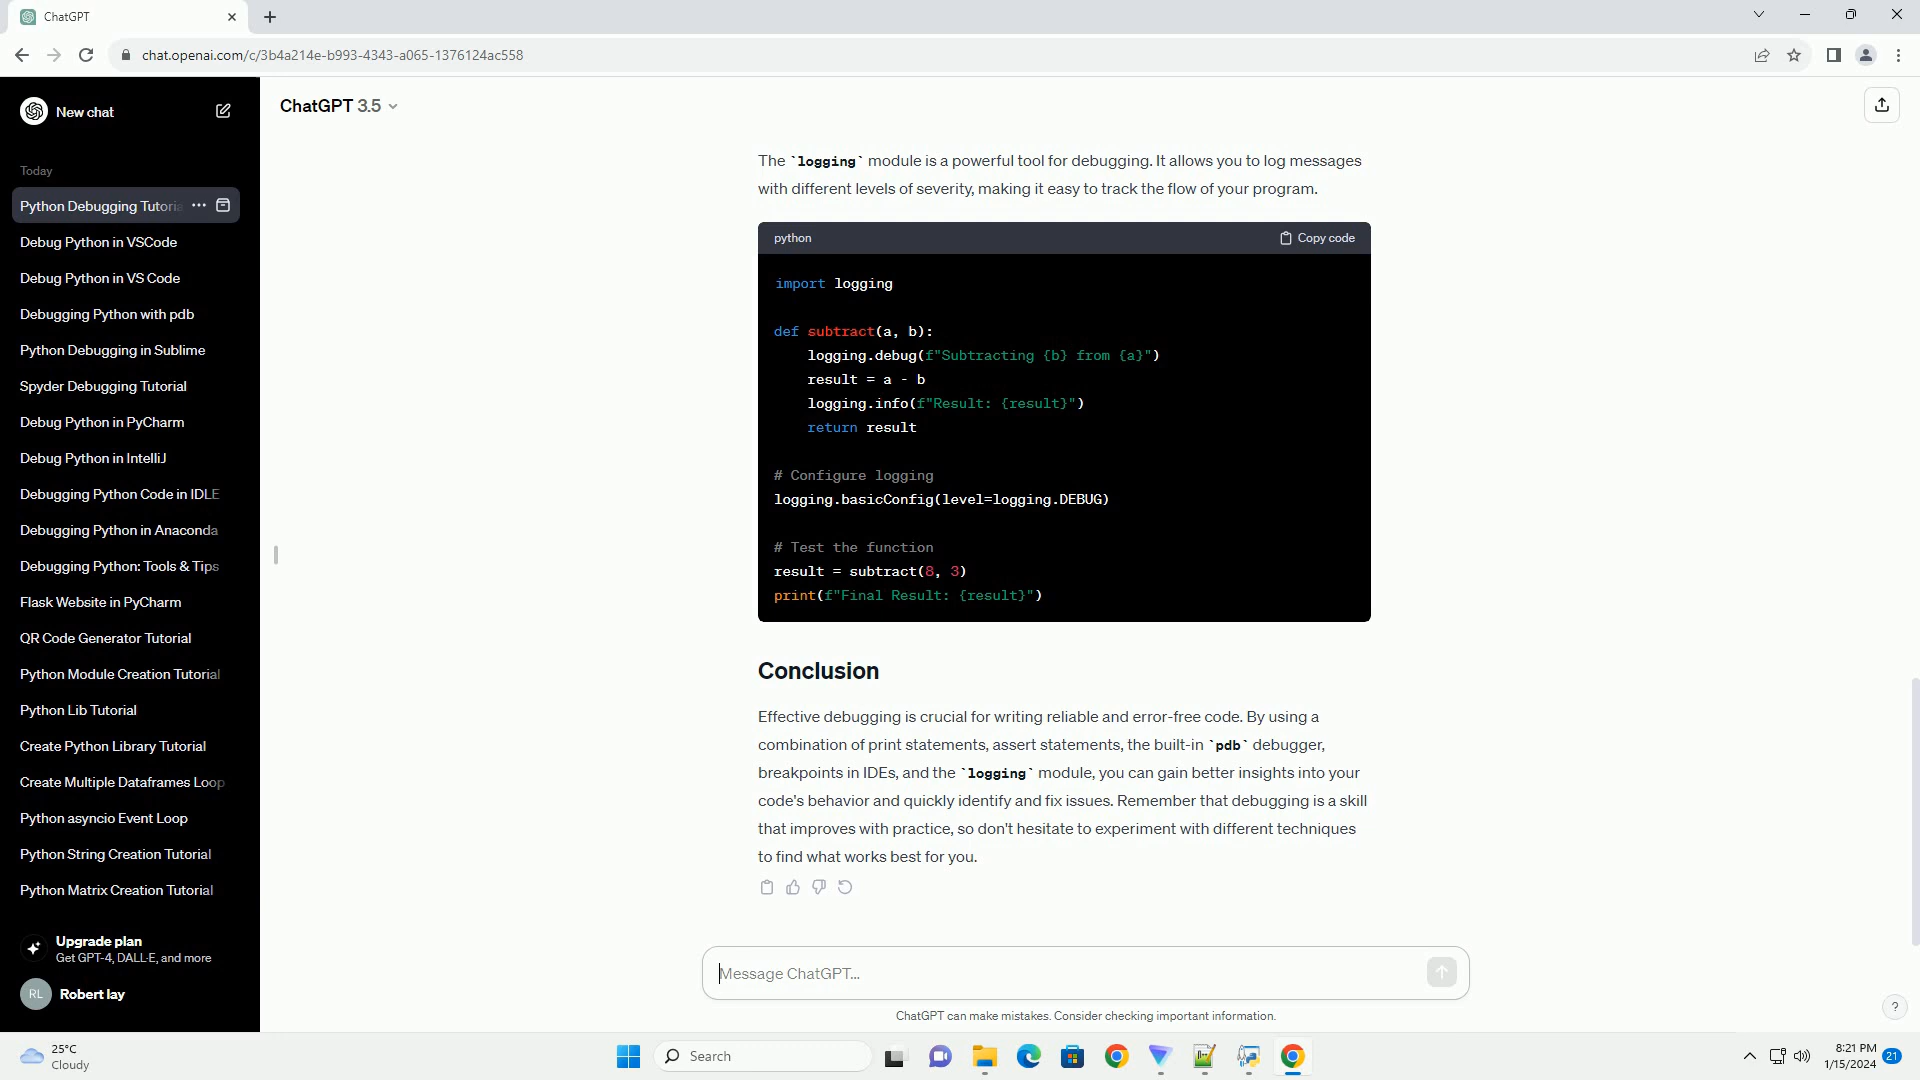 ChatGPT
chat.openai.com/c/3b4a214e-b993-4343-a065-1376124ac558
New chat
Today
Python Debugging Tutoria
Debug Python in VSCode
Debug Python in VS Code
Debugging Python with pdb
Python Debugging in Sublime
Spyder Debugging Tutorial
Debug Python in PyCharm
Debug Python in IntelliJ
Debugging Python Code in IDLE
Debugging Python in Anaconda
Debugging Python: Tools & Tips
Flask Website in PyCharm
QR Code Generator Tutorial
Python Module Creation Tutorial
Python Lib Tutorial
Create Python Library Tutorial
Create Multiple Dataframes Loop
Python asyncio Event Loop
Python String Creation Tutorial
Python Matrix Creation Tutorial
Upgrade plan
Get GPT-4, DALL·E, and more
RL
Robert lay
ChatGPT 3.5
The `logging` module is a powerful tool for debugging. It allows you to log messages
with different levels of severity, making it easy to track the flow of your program.
python
Copy code
import logging
def subtract(a, b):
    logging.debug(f"Subtracting {b} from {a}")
    result = a - b
    logging.info(f"Result: {result}")
    return result
# Configure logging
logging.basicConfig(level=logging.DEBUG)
# Test the function
result = subtract(8, 3)
print(f"Final Result: {result}")
Conclusion
Effective debugging is crucial for writing reliable and error-free code. By using a
combination of print statements, assert statements, the built-in `pdb` debugger,
breakpoints in IDEs, and the `logging` module, you can gain better insights into your
code's behavior and quickly identify and fix issues. Remember that debugging is a skill
that improves with practice, so don't hesitate to experiment with different techniques
to find what works best for you.
Message ChatGPT...
ChatGPT can make mistakes. Consider checking important information.
?
25°C
Cloudy
Search
8:21 PM
1/15/2024
21